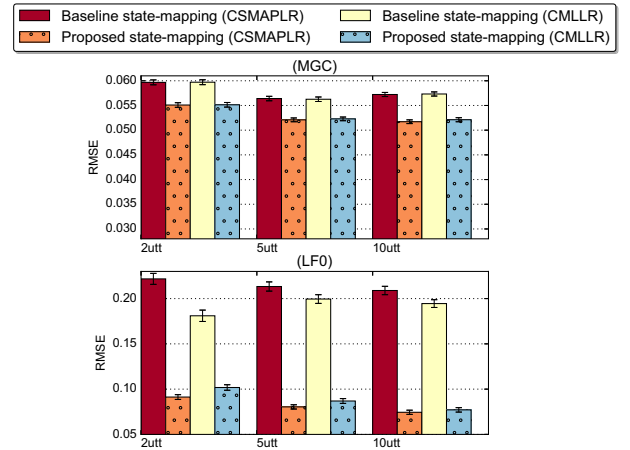 Baseline state-mapping (CSMAPLR)
Baseline state-mapping (CMLLR)
Proposed state-mapping (CSMAPLR)
Proposed state-mapping (CMLLR)
(MGC)
0.060
0.055
0.050
0.045
0.040
0.035
0.030
RMSE
2utt
5utt
10utt
(LF0)
0.20
0.15
0.10
0.05
RMSE
2utt
5utt
10utt